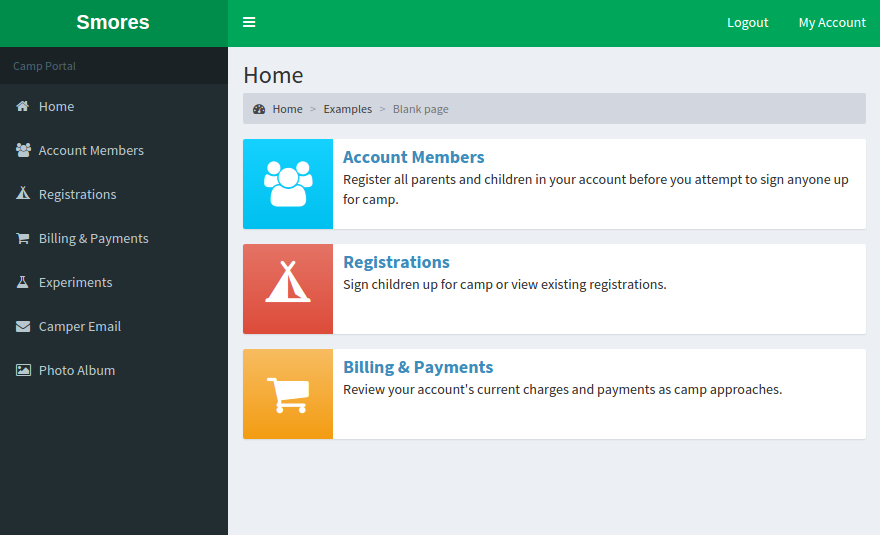 Smores
Logout
My Account
Camp Portal
Home
Account Members
Registrations
Billing & Payments
Experiments
Camper Email
Photo Album
Home
Home > Examples > Blank page
Account Members
Register all parents and children in your account before you attempt to sign anyone up
for camp.
Registrations
Sign children up for camp or view existing registrations.
Billing & Payments
Review your account's current charges and payments as camp approaches.